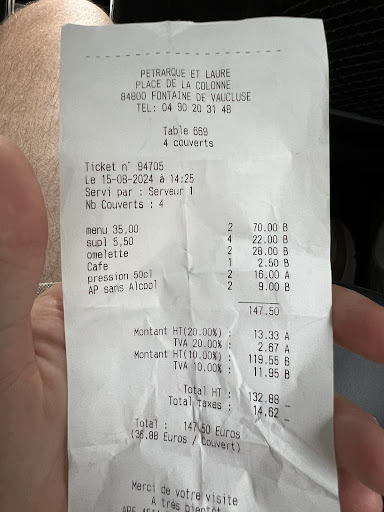 PETRARQUE ET LAURE
PLACE DE LA COLONNE
84800 FONTAINE DE VAUCLUSE
TEL: 04 90 20 31 48
Table 669
4 couverts
Ticket n° 94705
Le 15-08-2024 à 14:25
Servi par : Serveur 1
Nb Couverts : 4
menu 35,00 2 70.00 B
supl 5,50 4 22.00 B
omelette 2 28.00 B
Cafe 1 2.50 B
pression 50cl 2 16.00 A
AP sans Alcool 2 9.00 B
147.50
Montant HT(20.00%) : 13.33 A
TVA 20.00% : 2.67 A
Montant HT(10.00%) : 119.55 B
TVA 10.00% : 11.95 B
Total HT : 132.88 -
Total taxes : 14.62 -
Total : 147.50 Euros
(36.88 Euros / Couvert)
Merci de votre visite
A très bientôt